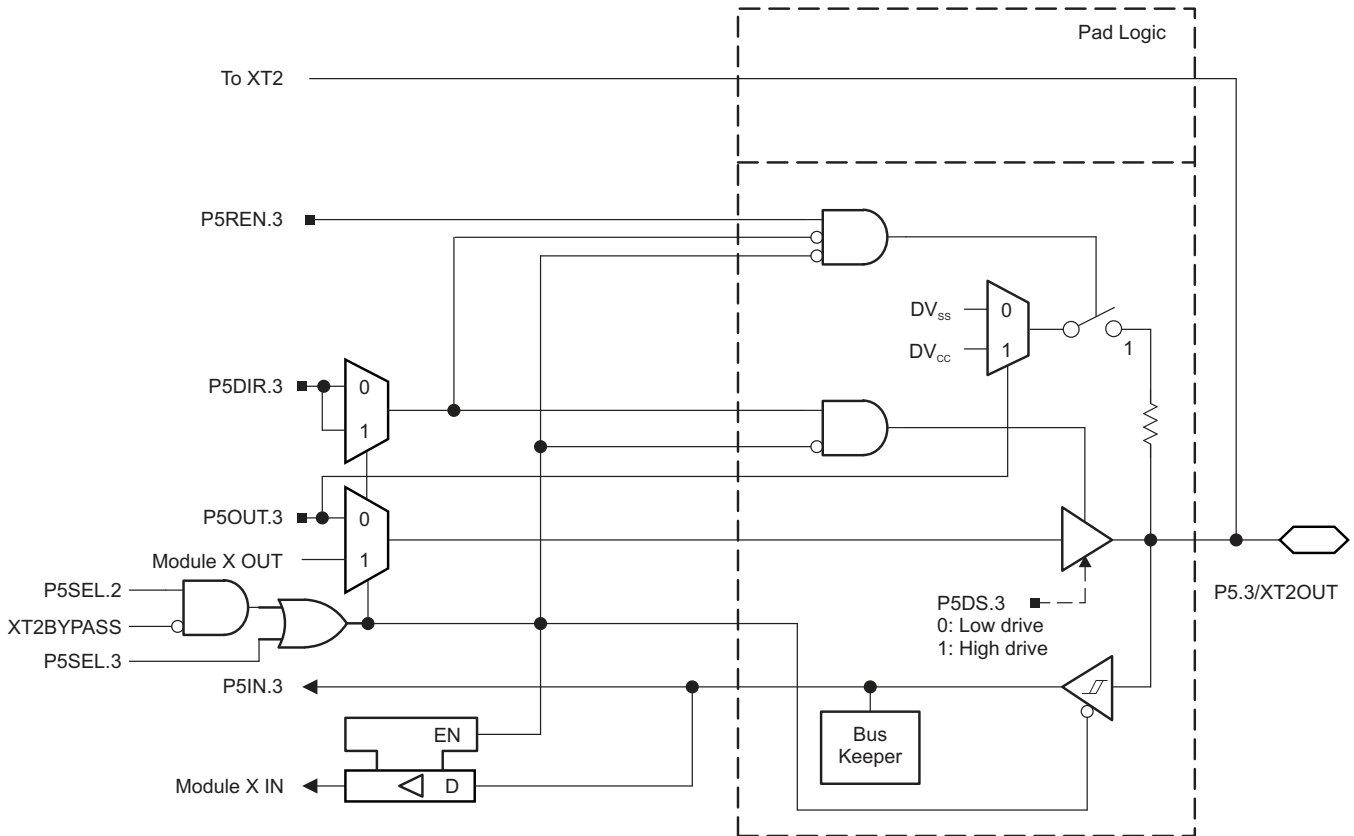 Pad Logic
To XT2
P5REN.3
DVSS
0
DVCC
1
1
P5DIR.3
0
1
P5OUT.3
0
Module X OUT
1
P5SEL.2
XT2BYPASS
P5SEL.3
P5DS.3
0: Low drive
1: High drive
P5.3/XT2OUT
P5IN.3
Bus
Keeper
EN
Module X IN
D